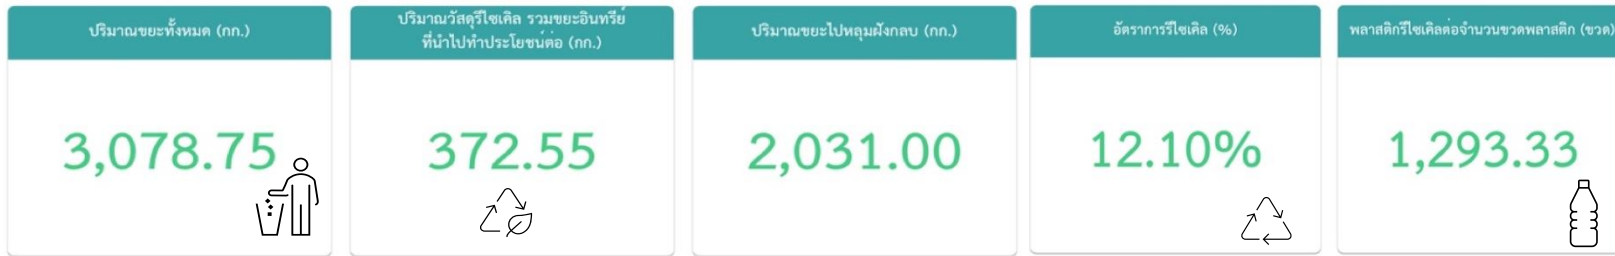 ปริมาณขยะทั้งหมด (กก.)
3,078.75
ปริมาณวัสดุรีไซเคิล รวมขยะอินทรีย์
ที่นำไปทำประโยชน์ต่อ (กก.)
372.55
ปริมาณขยะไปหลุมฝังกลบ (กก.)
2,031.00
อัตราการรีไซเคิล (%)
12.10%
พลาสติกรีไซเคิลต่อจำนวนขวดพลาสติก (ขวด)
1,293.33